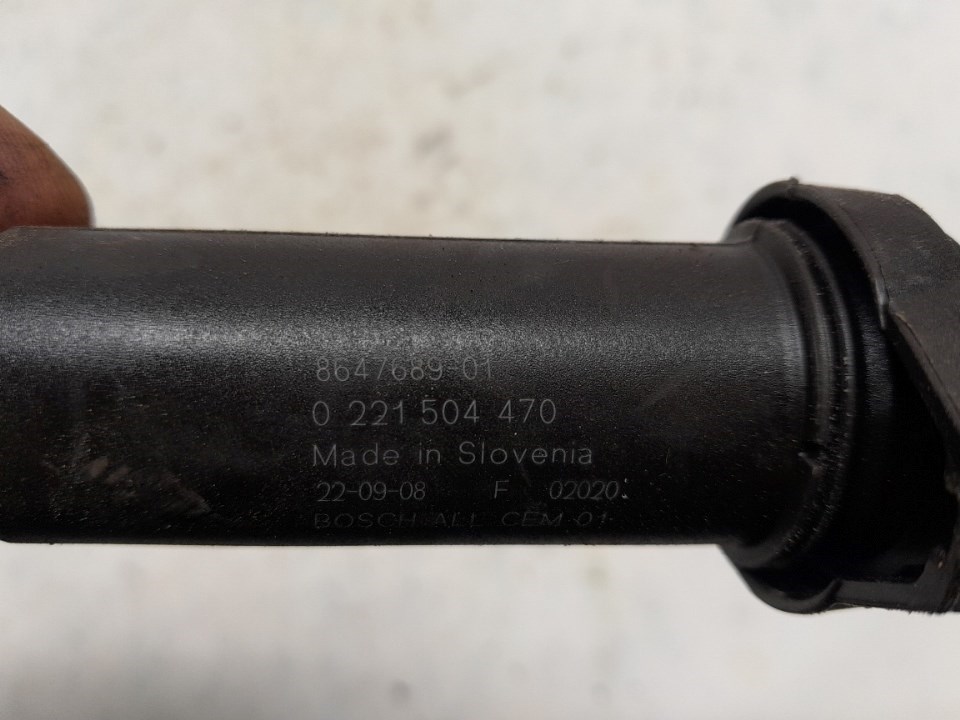 8647689-01
0 221 504 470
Made in Slovenia
22-09-08 F 02020
BOSCH ALL CEM 01